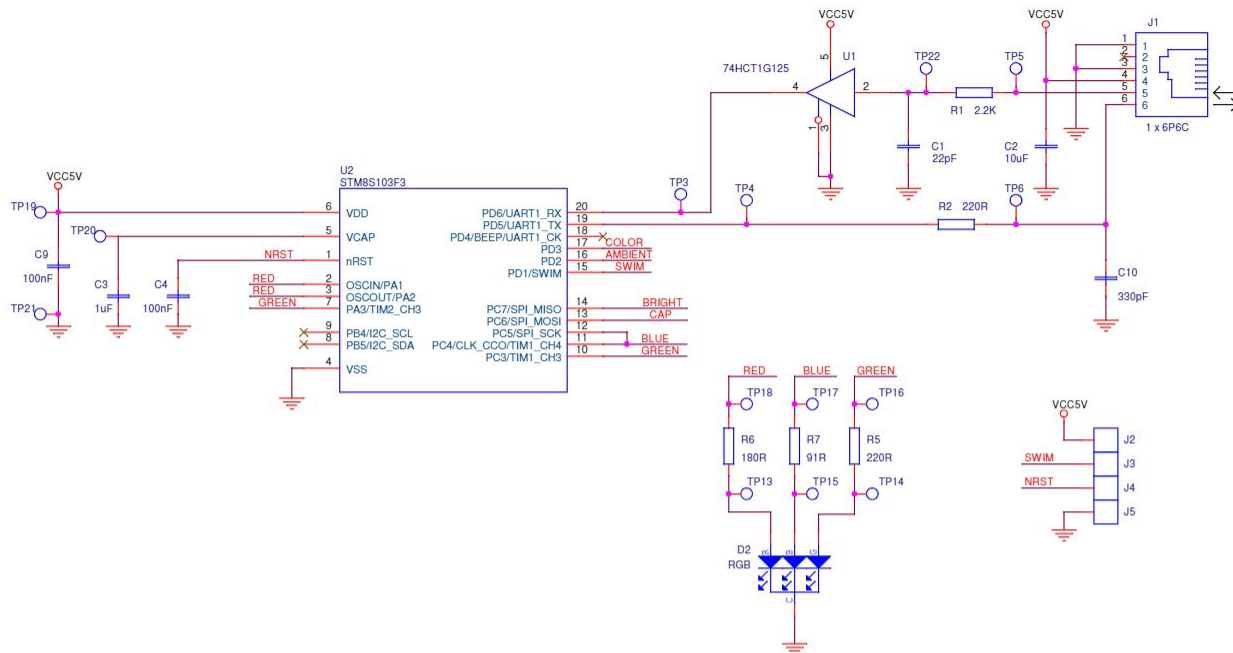 VCC5V
VCC5V
J1
U1
5
74HCT1G125
TP22
TP5
4
2
1
3
R1 2.2K
C1
22pF
C2
10uF
1
2
3
4
5
6
1
2
3
4
5
6
1 x 6P6C
U2
STM8S103F3
VCC5V
TP19
TP20
TP21
C9
100nF
C3
1uF
C4
100nF
NRST
RED
RED
GREEN
6 VDD
5 VCAP
1 nRST
2 OSCIN/PA1
3 OSCOUT/PA2
7 PA3/TIM2_CH3
9 PB4/I2C_SCL
8 PB5/I2C_SDA
4 VSS
PD6/UART1_RX 20
PD5/UART1_TX 19
PD4/BEEP/UART1_CK 18
PD3 17 COLOR
PD2 16 AMBIENT
PD1/SWIM 15 SWIM
PC7/SPI_MISO 14 BRIGHT
PC6/SPI_MOSI 13 CAP
PC5/SPI_SCK 12
PC4/CLK_CCO/TIM1_CH4 11 BLUE
PC3/TIM1_CH3 10 GREEN
TP3
TP4
TP6
R2 220R
C10
330pF
RED BLUE GREEN
TP18 TP17 TP16
R6 R7 R5
180R 91R 220R
TP13 TP15 TP14
D2
RGB
R B G
C
VCC5V
J2
SWIM J3
NRST J4
J5